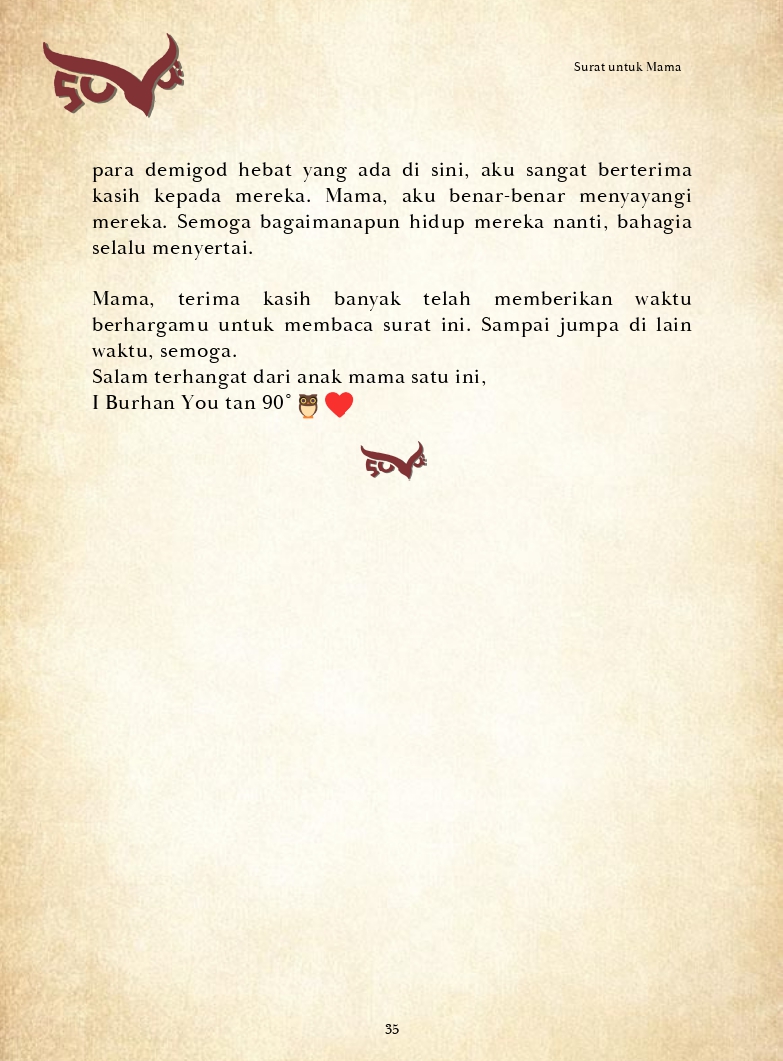 Surat untuk Mama
para demigod hebat yang ada di sini, aku sangat berterima
kasih kepada mereka. Mama, aku benar-benar menyayangi
mereka. Semoga bagaimanapun hidup mereka nanti, bahagia
selalu menyertai.
Mama, terima kasih banyak telah memberikan waktu
berhargamu untuk membaca surat ini. Sampai jumpa di lain
waktu, semoga.
Salam terhangat dari anak mama satu ini,
I Burhan You tan 90° 🦉❤️
35